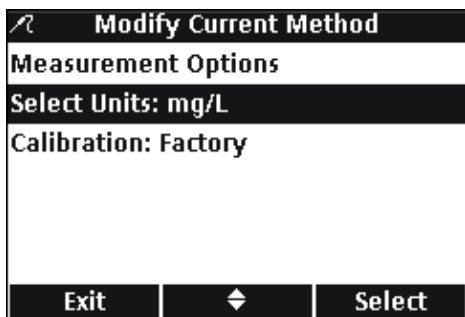 Modify Current Method
Measurement Options
Select Units: mg/L
Calibration: Factory
Exit Select